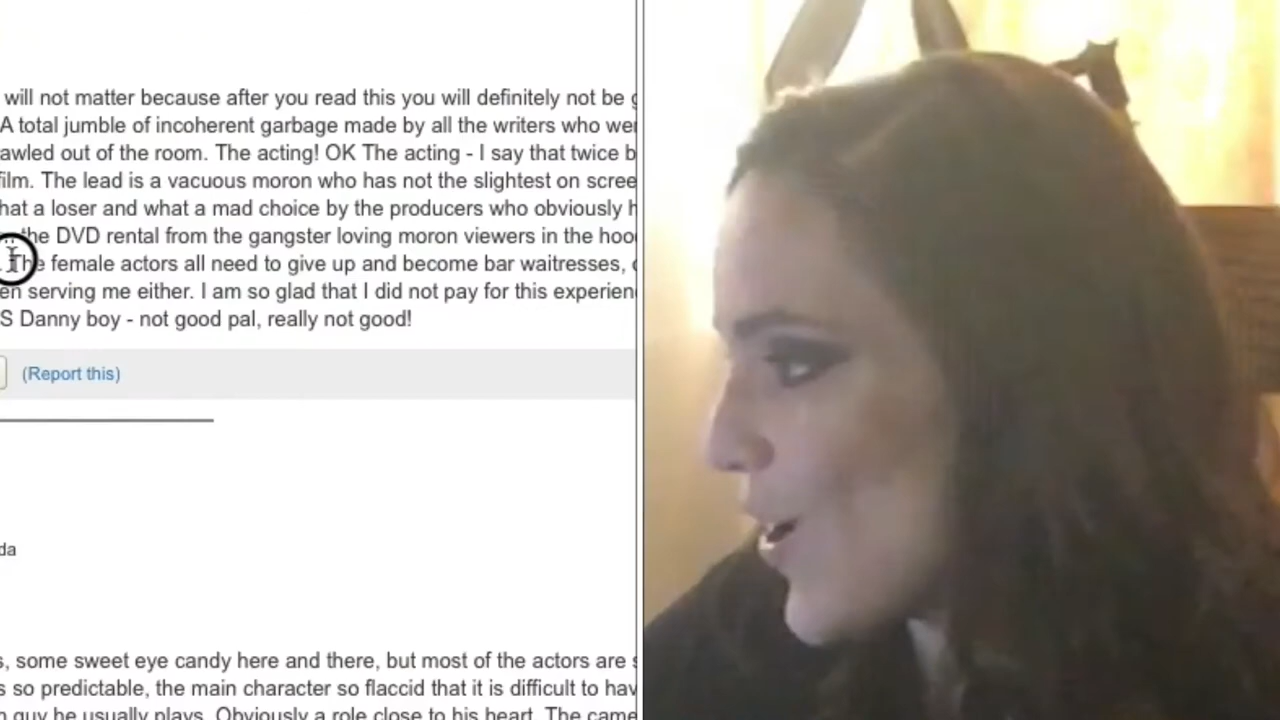 will not matter because after you read this you will definitely not be
A total jumble of incoherent garbage made by all the writers who
awled out of the room. The acting! OK The acting - I say that twice b
film. The lead is a vacuous moron who has not the slightest on scree
hat a loser and what a mad choice by the producers who obviously h
the DVD rental from the gangster loving moron viewers in the hoo
The female actors all need to give up and become bar waitresses,
en serving me either. I am so glad that I did not pay for this experien
S Danny boy - not good pal, really not good!
(Report this)
da
s, some sweet eye candy here and there, but most of the actors are s
s so predictable, the main character so flaccid that it is difficult to hav
guy he usually plays. Obviously a role close to his heart. The came